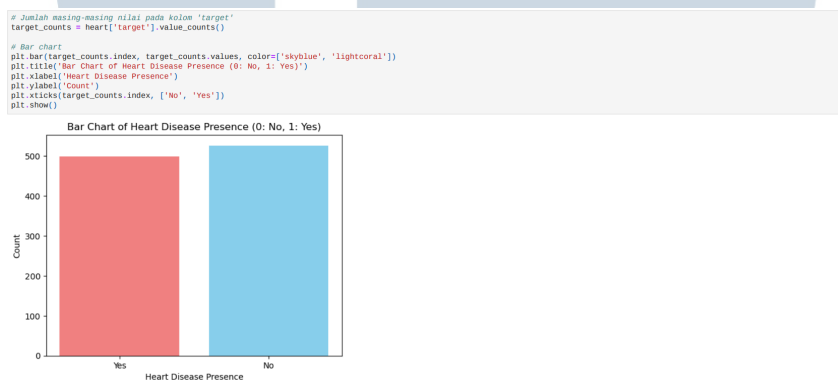 # Jumlah masing-masing nilai pada kolom 'target'
target_counts = heart['target'].value_counts()
# Bar chart
plt.bar(target_counts.index, target_counts.values, color=['skyblue', 'lightcoral'])
plt.title('Bar Chart of Heart Disease Presence (0: No, 1: Yes)')
plt.xlabel('Heart Disease Presence')
plt.ylabel('Count')
plt.xticks(target_counts.index, ['No', 'Yes'])
plt.show()
Bar Chart of Heart Disease Presence (0: No, 1: Yes)
500
400
300
200
100
0
Count
Yes No
Heart Disease Presence